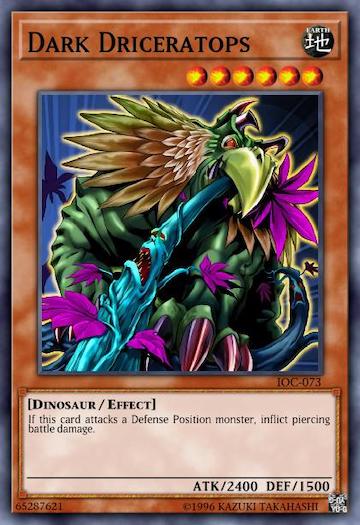 DARK DRICERATOPS
EARTH
地
IOC-073
[DINOSAUR / EFFECT]
If this card attacks a Defense Position monster, inflict piercing
battle damage.
ATK/2400 DEF/1500
65287621
©1996 KAZUKI TAKAHASHI